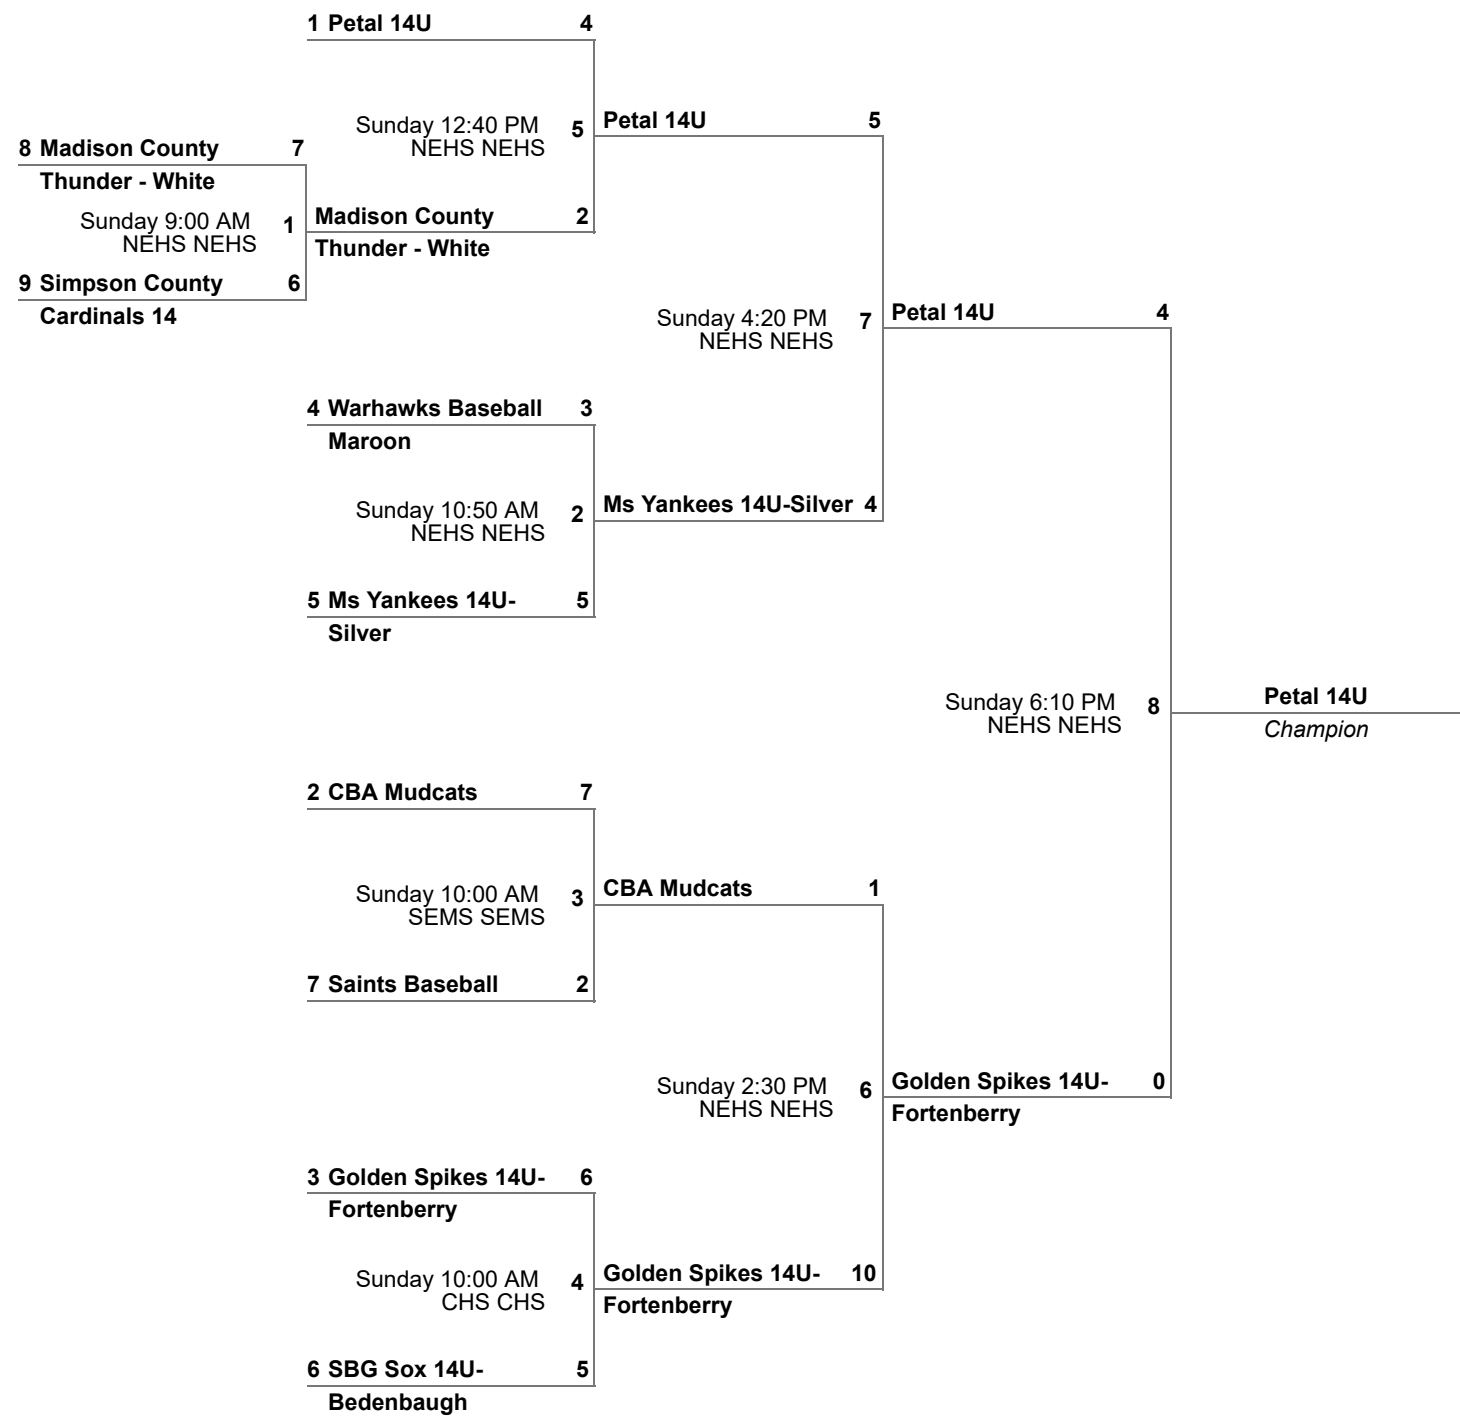 1 Petal 14U 4
Sunday 12:40 PM 5 Petal 14U 5
NEHS NEHS
8 Madison County 7
Thunder - White
Sunday 9:00 AM 1 Madison County 2
NEHS NEHS Thunder - White
9 Simpson County 6
Cardinals 14
Sunday 4:20 PM 7 Petal 14U 4
NEHS NEHS
4 Warhawks Baseball 3
Maroon
Sunday 10:50 AM 2 Ms Yankees 14U-Silver 4
NEHS NEHS
5 Ms Yankees 14U- 5
Silver
Sunday 6:10 PM 8 Petal 14U
NEHS NEHS Champion
2 CBA Mudcats 7
Sunday 10:00 AM 3 CBA Mudcats 1
SEMS SEMS
7 Saints Baseball 2
Sunday 2:30 PM 6 Golden Spikes 14U- 0
NEHS NEHS Fortenberry
3 Golden Spikes 14U- 6
Fortenberry
Sunday 10:00 AM 4 Golden Spikes 14U- 10
CHS CHS Fortenberry
6 SBG Sox 14U- 5
Bedenbaugh